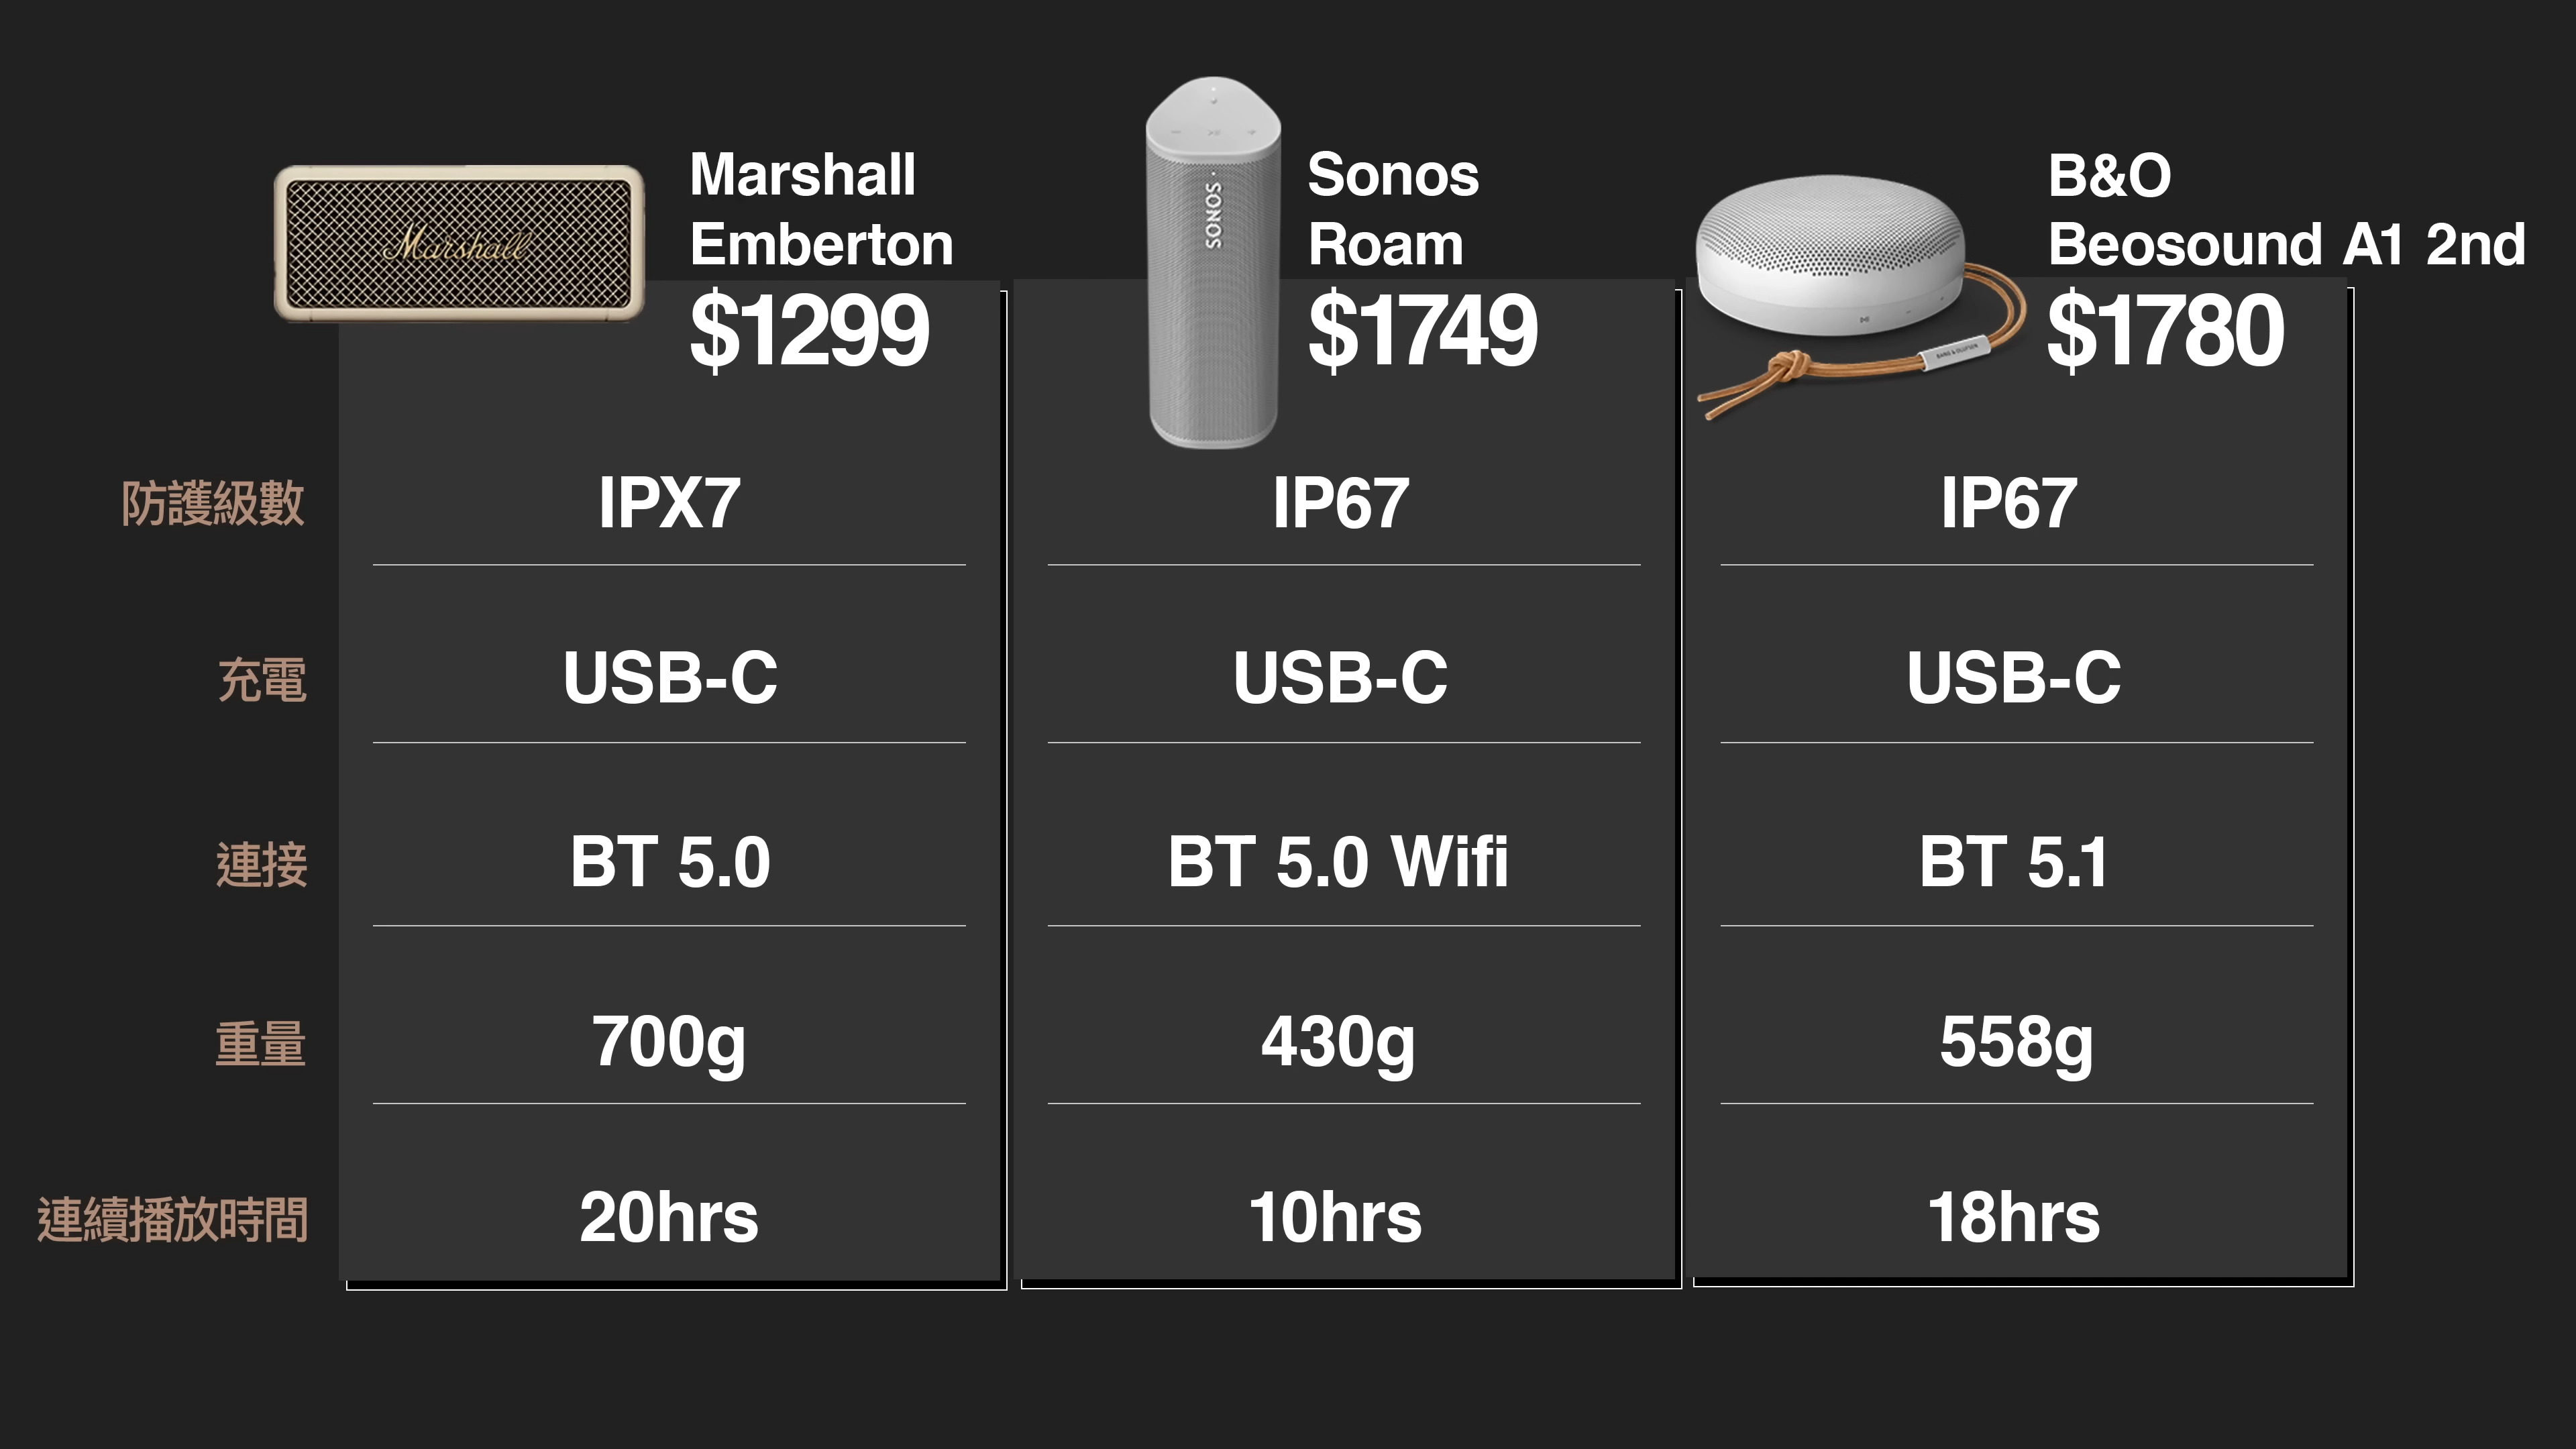 Marshall
Marshall
Emberton
$1299
SONOS
Sonos
Roam
$1749
BANG & OLUFSEN
B&O
Beosound A1 2nd
$1780
防護級數 IPX7 IP67 IP67
充電 USB-C USB-C USB-C
連接 BT 5.0 BT 5.0 Wifi BT 5.1
重量 700g 430g 558g
連續播放時間 20hrs 10hrs 18hrs